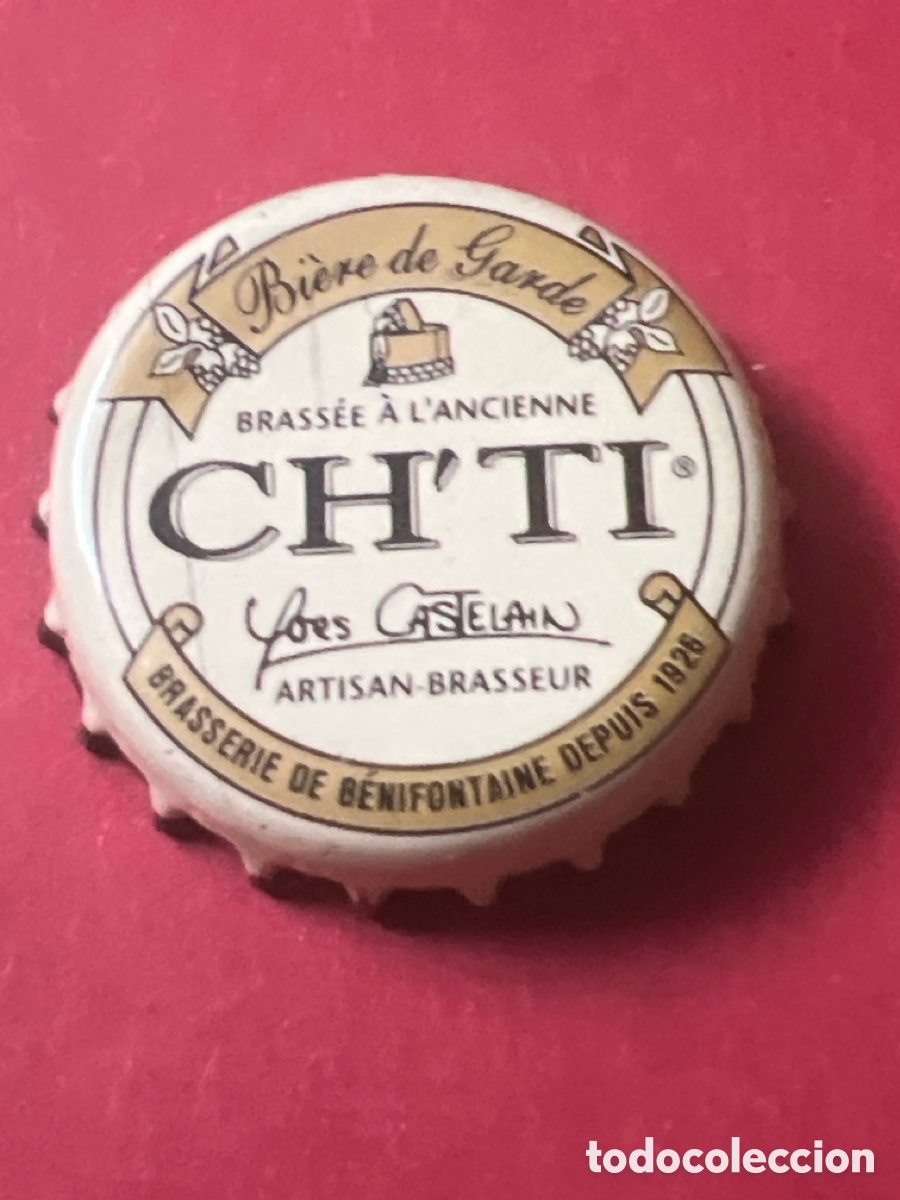 Bière de Garde
BRASSÉE À L'ANCIENNE
CH'TI®
Yves CASTELAIN
ARTISAN-BRASSEUR
BRASSERIE DE BÉNIFONTAINE DEPUIS 1926
todocoleccion